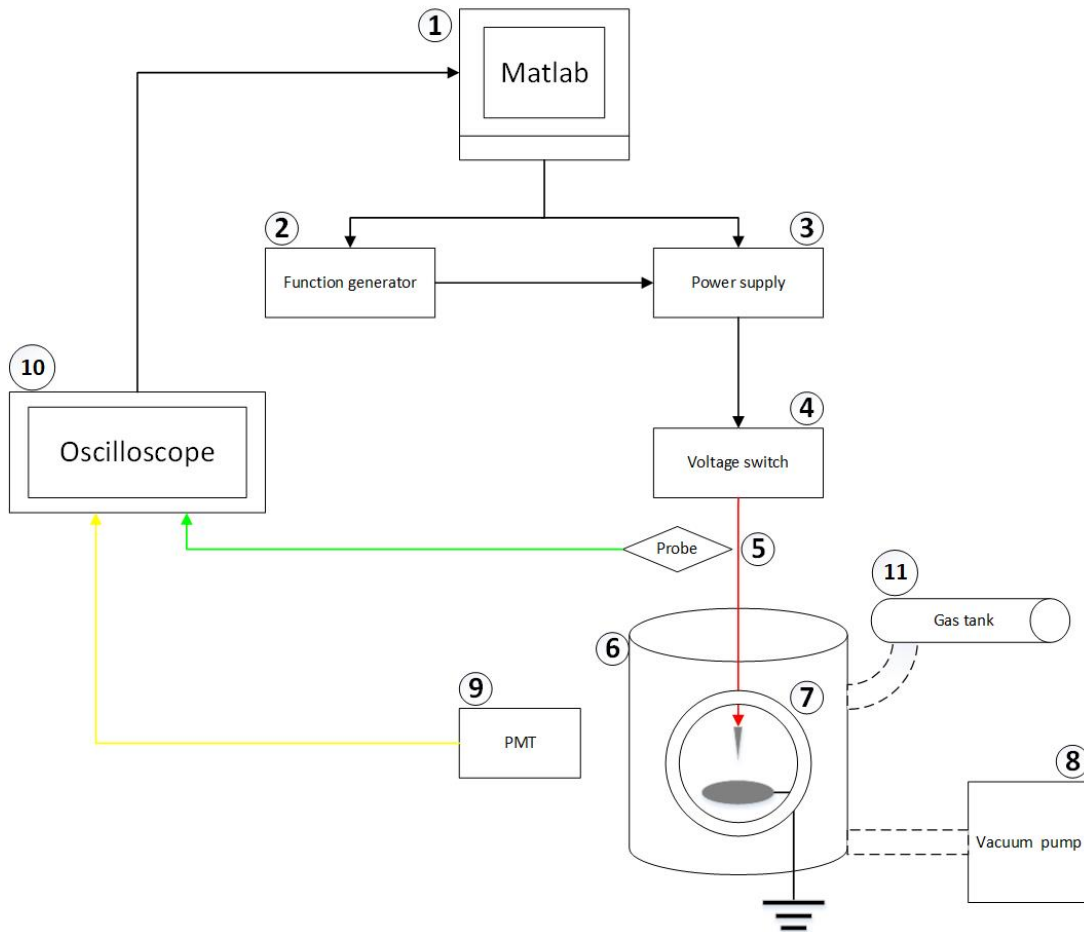 1
Matlab
2
3
Function generator
Power supply
10
4
Oscilloscope
Voltage switch
Probe
5
11
Gas tank
6
9
7
PMT
8
Vacuum pump